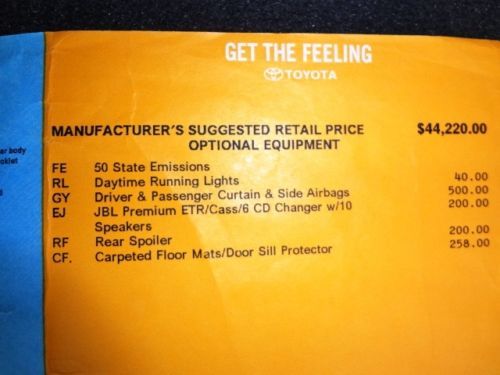 GET THE FEELING
TOYOTA
MANUFACTURER'S SUGGESTED RETAIL PRICE $44,220.00
OPTIONAL EQUIPMENT
FE 50 State Emissions
RL Daytime Running Lights 40.00
GY Driver & Passenger Curtain & Side Airbags 500.00
EJ JBL Premium ETR/Cass/6 CD Changer w/10 200.00
Speakers
RF Rear Spoiler 200.00
CF. Carpeted Floor Mats/Door Sill Protector 258.00
body